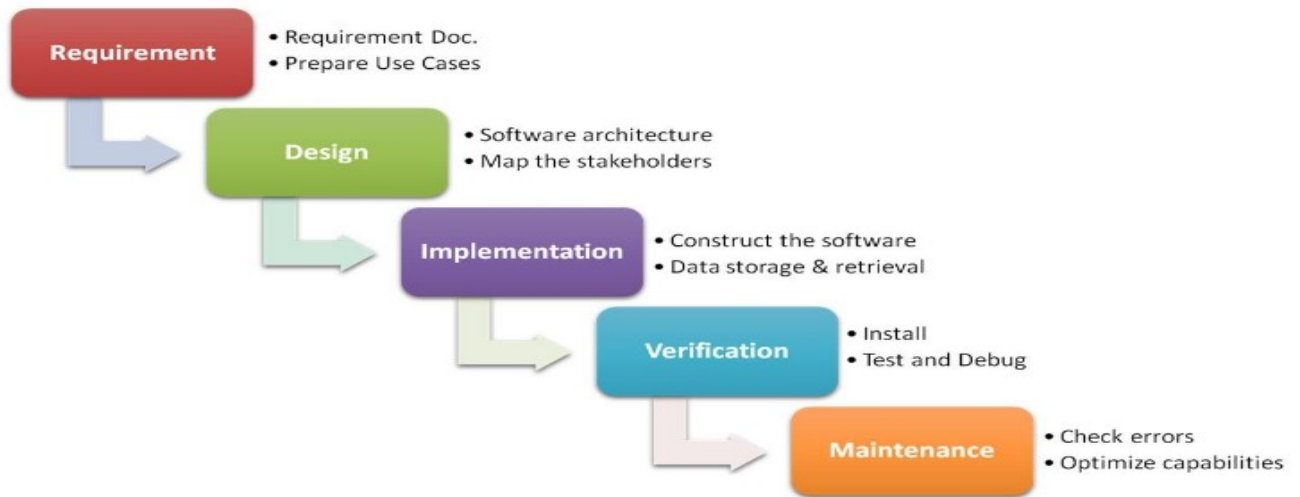 Requirement
• Requirement Doc.
• Prepare Use Cases
Design
• Software architecture
• Map the stakeholders
Implementation
• Construct the software
• Data storage & retrieval
Verification
• Install
• Test and Debug
Maintenance
• Check errors
• Optimize capabilities